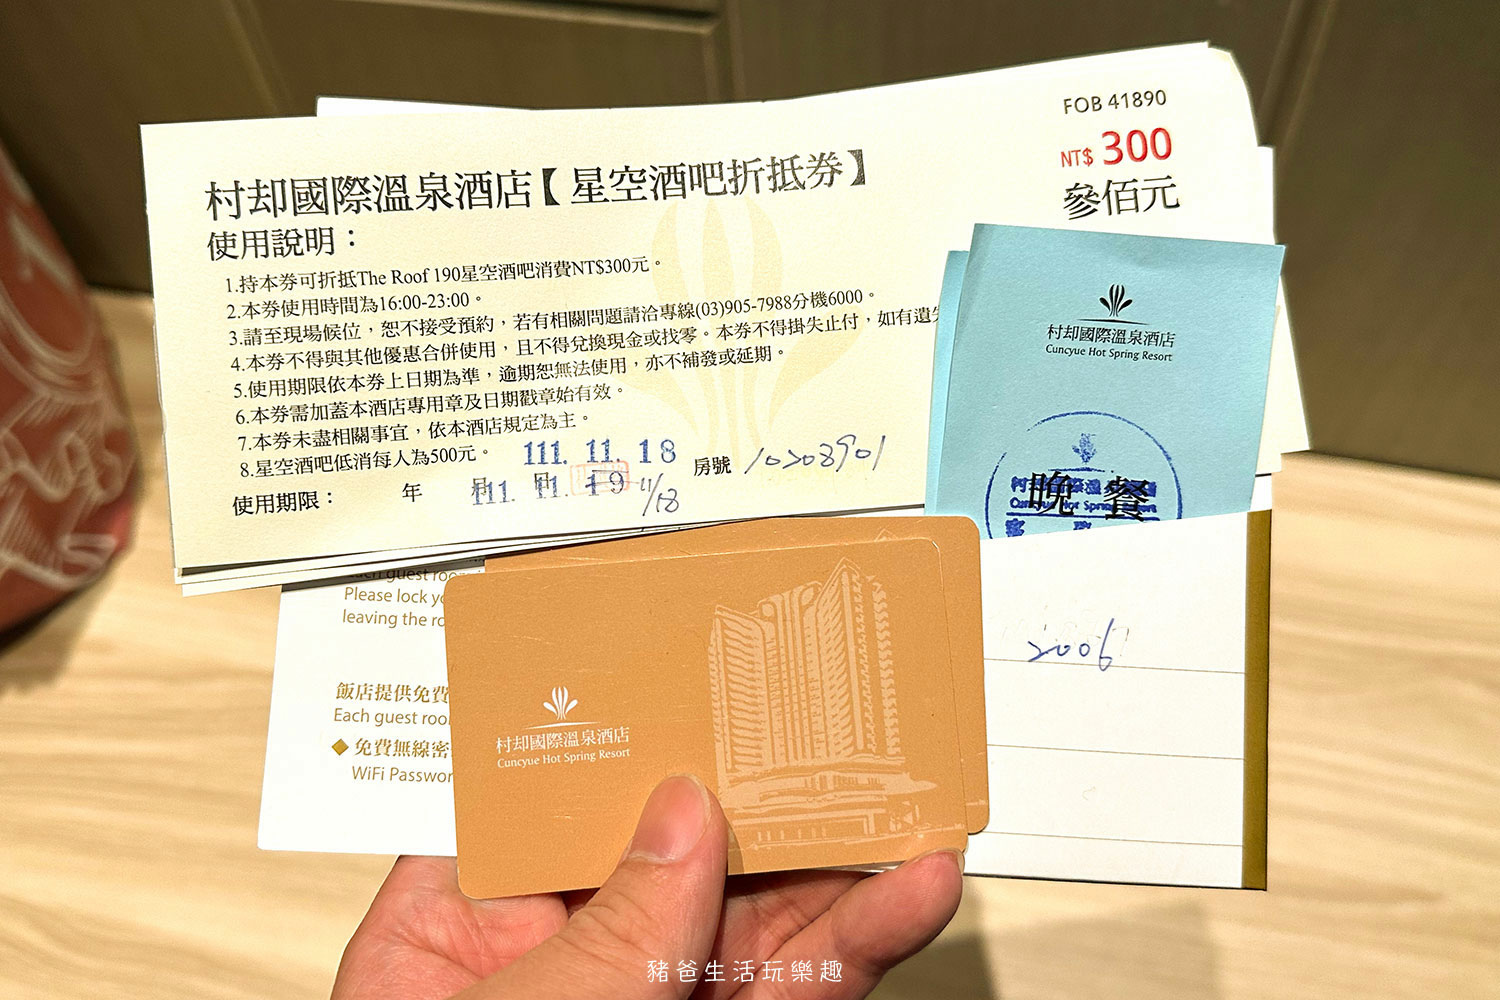 FOB 41890
NT$ 300
參佰元
村却國際溫泉酒店【星空酒吧折抵券】
使用說明：
1.持本券可折抵The Roof 190星空酒吧消費NT$300元。
2.本券使用時間為16:00-23:00。
3.請至現場候位，恕不接受預約，若有相關問題請洽專線(03)905-7988分機6000。
4.本券不得與其他優惠合併使用，且不得兌換現金或找零。本券不得掛失止付，如有遺失
5.使用期限依本券上日期為準，逾期恕無法使用，亦不補發或延期。
6.本券需加蓋本酒店專用章及日期戳章始有效。
7.本券未盡相關事宜，依本酒店規定為主。
8.星空酒吧低消每人為500元。
111. 11. 18
房號 10208901
使用期限： 年 月 日
111. 11. 19
11/18
村却國際溫泉酒店
Cuncyue Hot Spring Resort
晚餐
Each guest roo
Please lock yo
leaving the ro
飯店提供免費
Each guest roo
免費無線密
WiFi Passwor
2006
村却國際溫泉酒店
Cuncyue Hot Spring Resort
豬爸生活玩樂趣